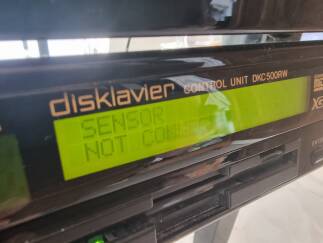 disklavier CONTROL UNIT DKC500RW
SENSOR
NOT